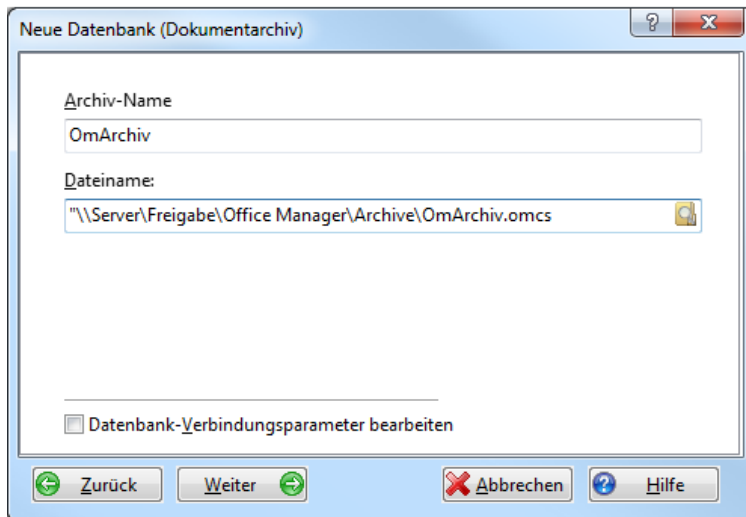 Neue Datenbank (Dokumentarchiv)
?
Archiv-Name
OmArchiv
Dateiname:
"\\Server\Freigabe\Office Manager\Archive\OmArchiv.omcs
Datenbank-Verbindungsparameter bearbeiten
Zurück Weiter Abbrechen ? Hilfe